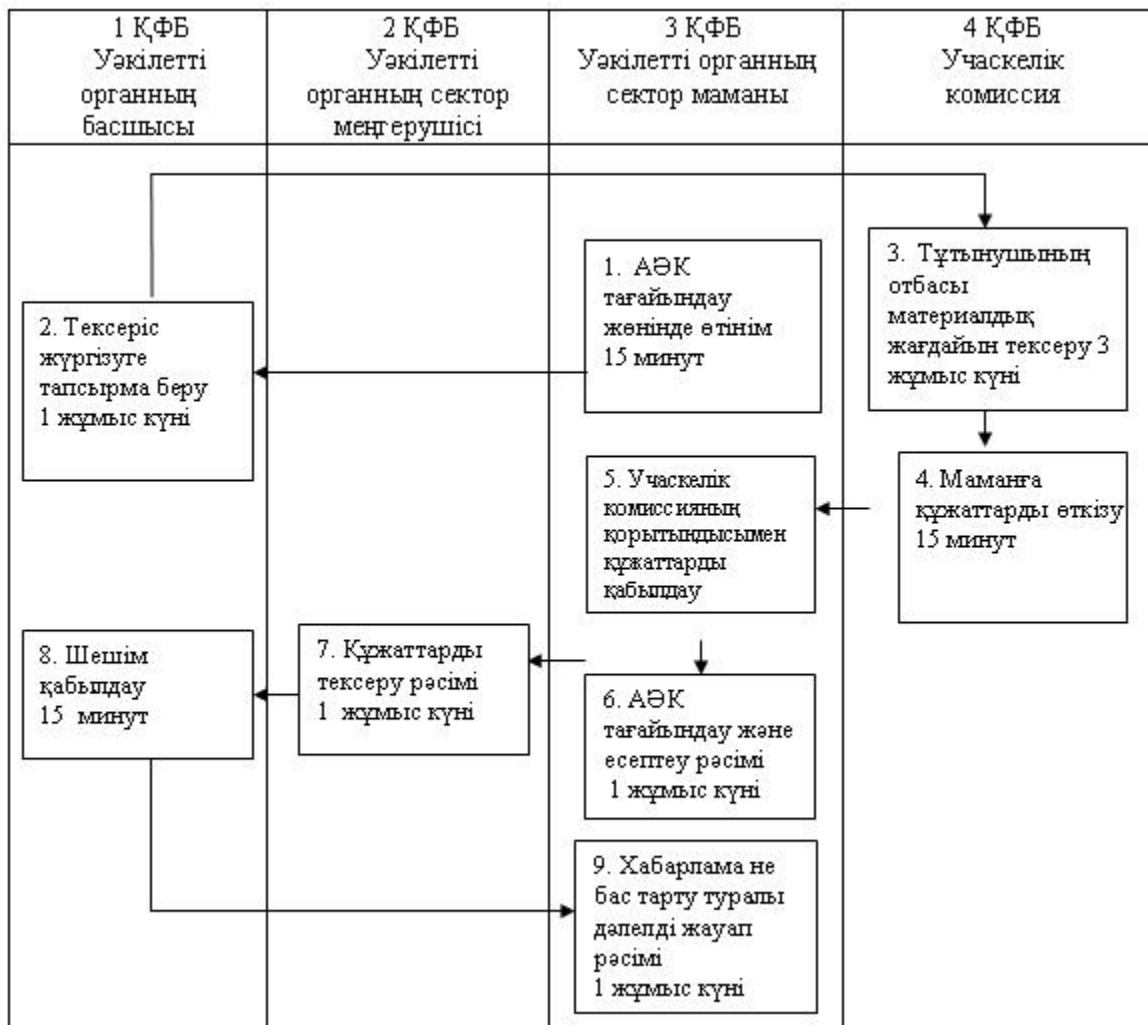 1 ҚФБ
Уәкілетті
органның
басшысы
2 ҚФБ
Уәкілетті
органның сектор
меңгерушісі
3 ҚФБ
Уәкілетті органның
сектор маманы
4 ҚФБ
Учаскелік
комиссия
1. АӘК
тағайындау
жөнінде өтінім
15 минут
2. Тексеріс
жүргізуге
тапсырма беру
1 жұмыс күні
3. Тұтынушының
отбасы
материалдық
жағдайын тексеру 3
жұмыс күні
4. Маманға
құжаттарды өткізу
15 минут
5. Учаскелік
комиссияның
қорытындысымен
құжаттарды
қабылдау
6. АӘК
тағайындау және
есептеу рәсімі
1 жұмыс күні
7. Құжаттарды
тексеру рәсімі
1 жұмыс күні
8. Шешім
қабылдау
15 минут
9. Хабарлама не
бас тарту туралы
дәлелді жауап
рәсімі
1 жұмыс күні